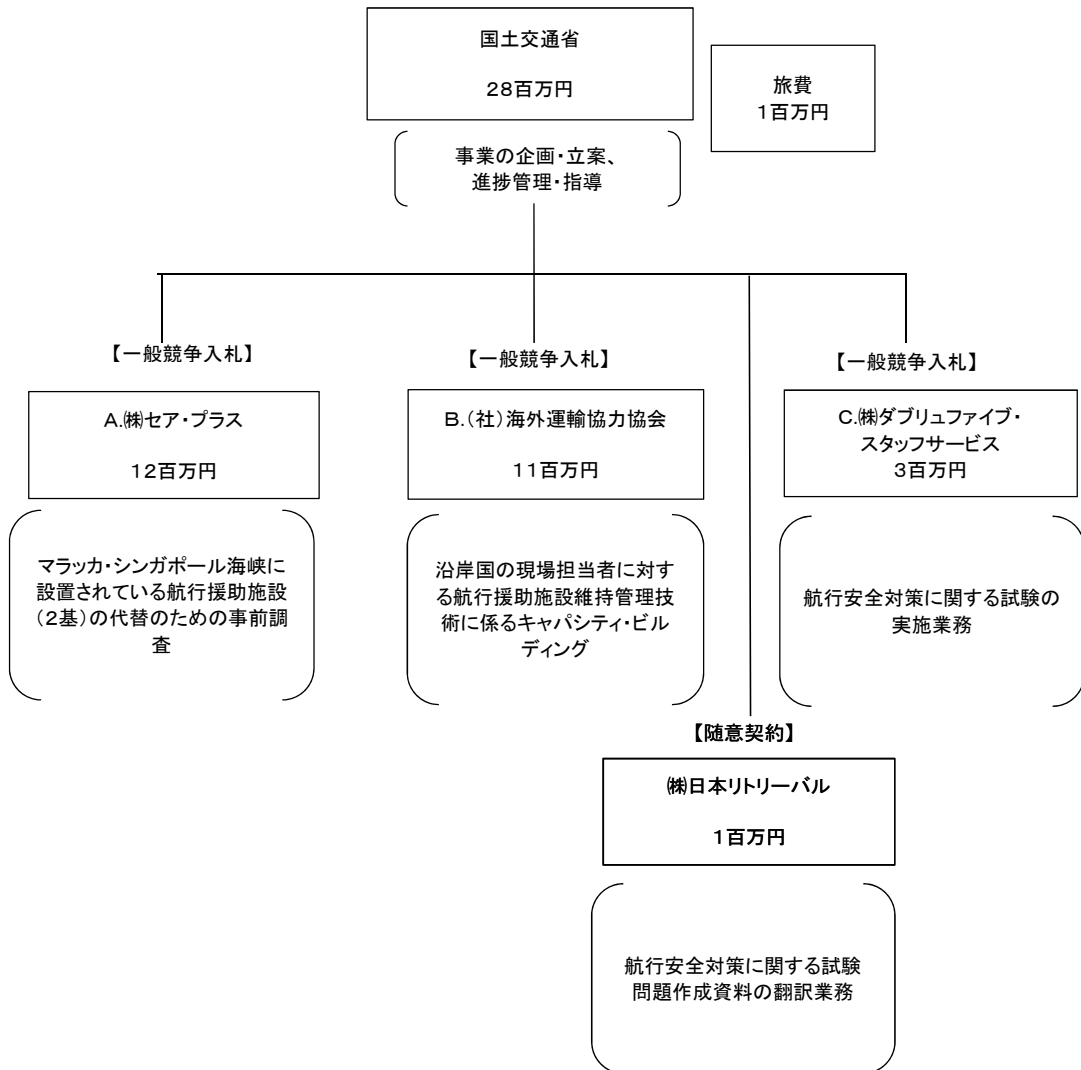 国土交通省
28百万円
旅費
1百万円
事業の企画・立案、
進捗管理・指導
【一般競争入札】
A.㈱セア・プラス
12百万円
マラッカ・シンガポール海峡に
設置されている航行援助施設
(2基)の代替のための事前調
査
【一般競争入札】
B.(社)海外運輸協力協会
11百万円
沿岸国の現場担当者に対す
る航行援助施設維持管理技
術に係るキャパシティ・ビル
ディング
【一般競争入札】
C.㈱ダブリュファイブ・
スタッフサービス
3百万円
航行安全対策に関する試験の
実施業務
【随意契約】
㈱日本リトリーバル
1百万円
航行安全対策に関する試験
問題作成資料の翻訳業務